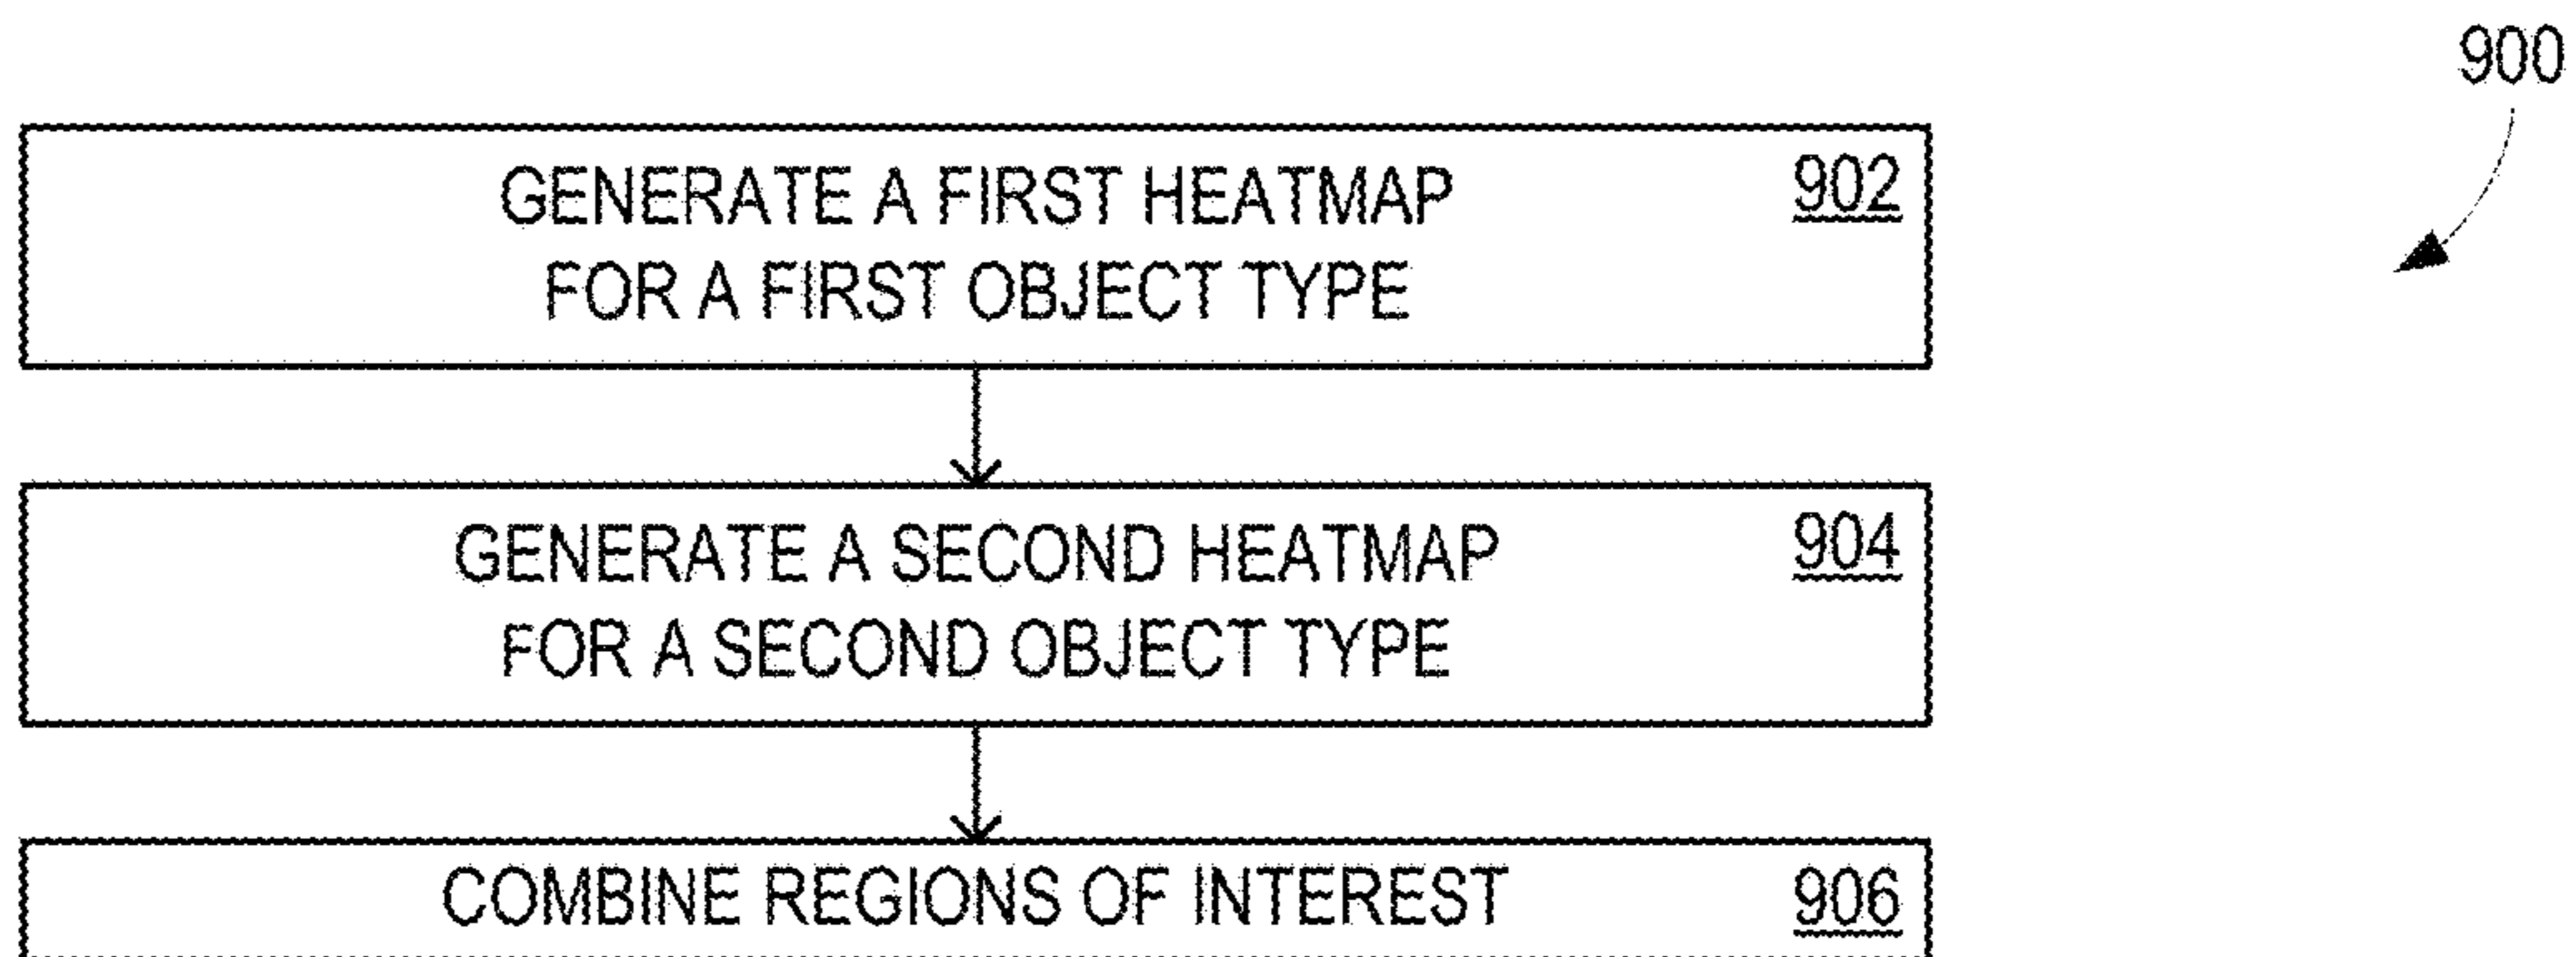 900
GENERATE A FIRST HEATMAP
902
FOR A FIRST OBJECT TYPE
GENERATE A SECOND HEATMAP
904
FOR A SECOND OBJECT TYPE
COMBINE REGIONS OF INTEREST
906